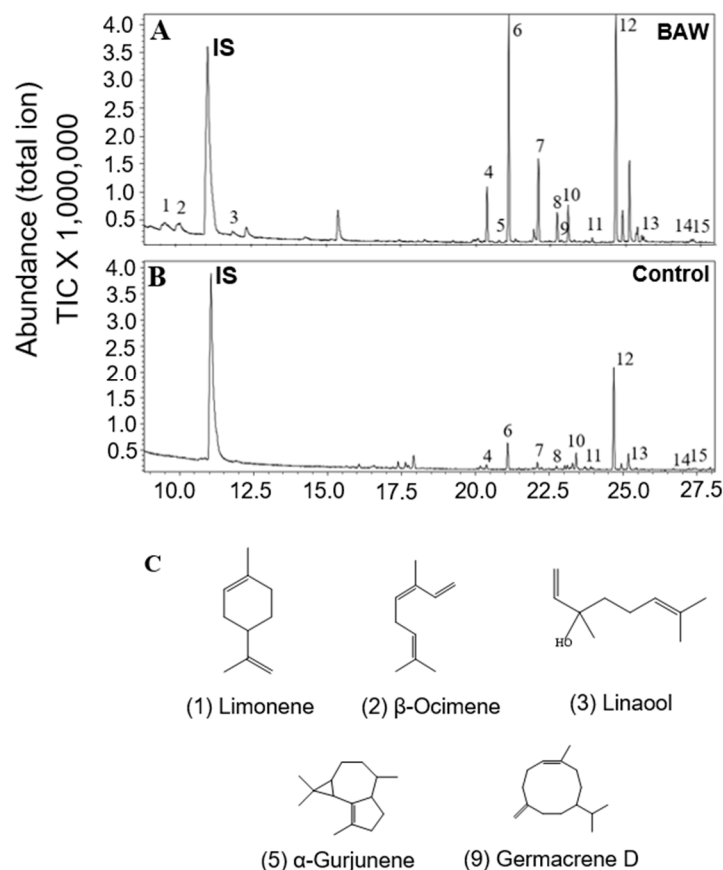 Abundance (total ion)
TIC X 1,000,000
A
IS
BAW
4.0
3.5
3.0
2.5
2.0
1.5
1.0
0.5
1 2 3 4 5 6 7 8 9 10 11 12 13 14 15
B
IS
Control
4.0
3.5
3.0
2.5
2.0
1.5
1.0
0.5
4 6 7 8 10 11 12 13 14 15
10.0 12.5 15.0 17.5 20.0 22.5 25.0 27.5
C
HO
(1) Limonene (2) β-Ocimene (3) Linaool
(5) α-Gurjunene (9) Germacrene D